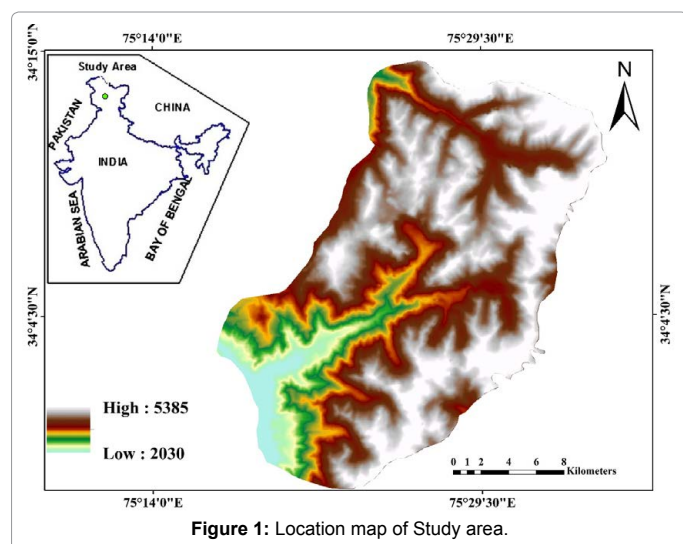 75°14'0"E
75°29'30"E
34°15'0"N
Study Area
CHINA
PAKISTAN
INDIA
ARABIAN SEA
BAY OF BENGAL
N
34°4'30"N
34°4'30"N
High : 5385
Low : 2030
0 1 2 4 6 8
Kilometers
75°14'0"E
75°29'30"E
Figure 1: Location map of Study area.